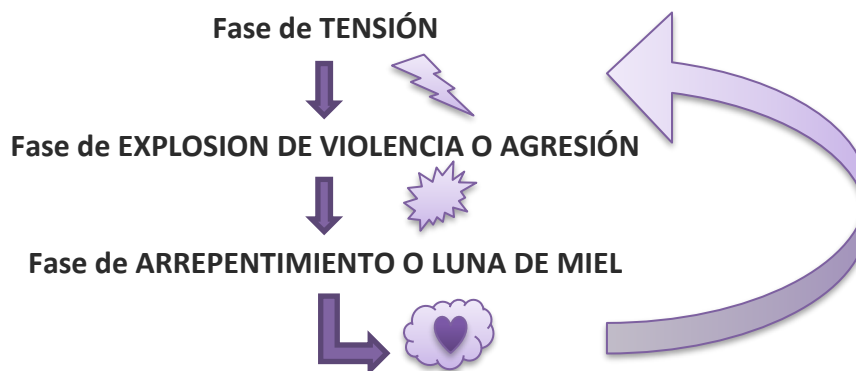 Fase de TENSIÓN
Fase de EXPLOSION DE VIOLENCIA O AGRESIÓN
Fase de ARREPENTIMIENTO O LUNA DE MIEL